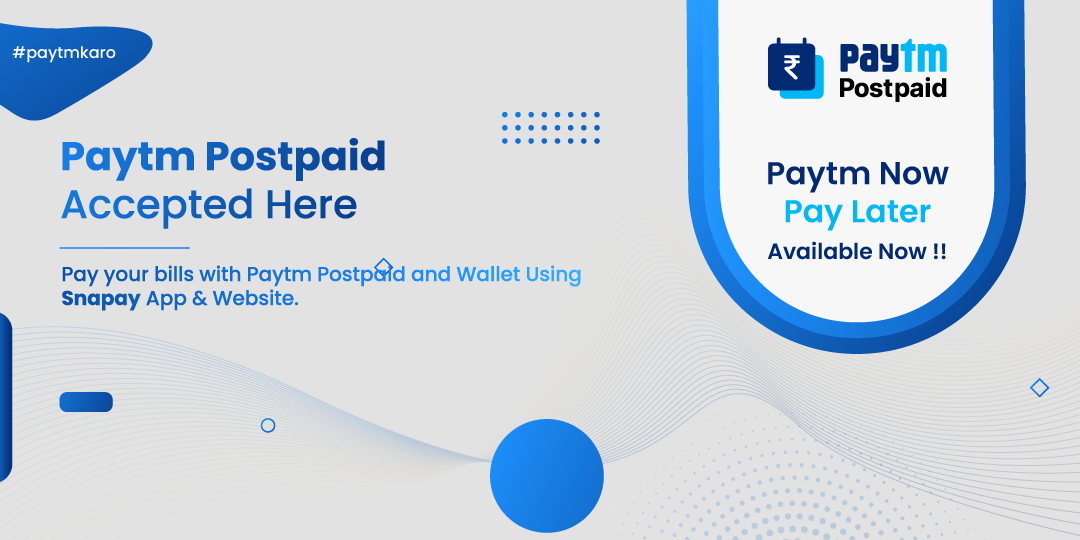 #paytmkaro
Paytm Postpaid
Accepted Here
Pay your bills with Paytm Postpaid and Wallet Using
Snapay App & Website.
₹
paytm
Postpaid
Paytm Now
Pay Later
Available Now !!